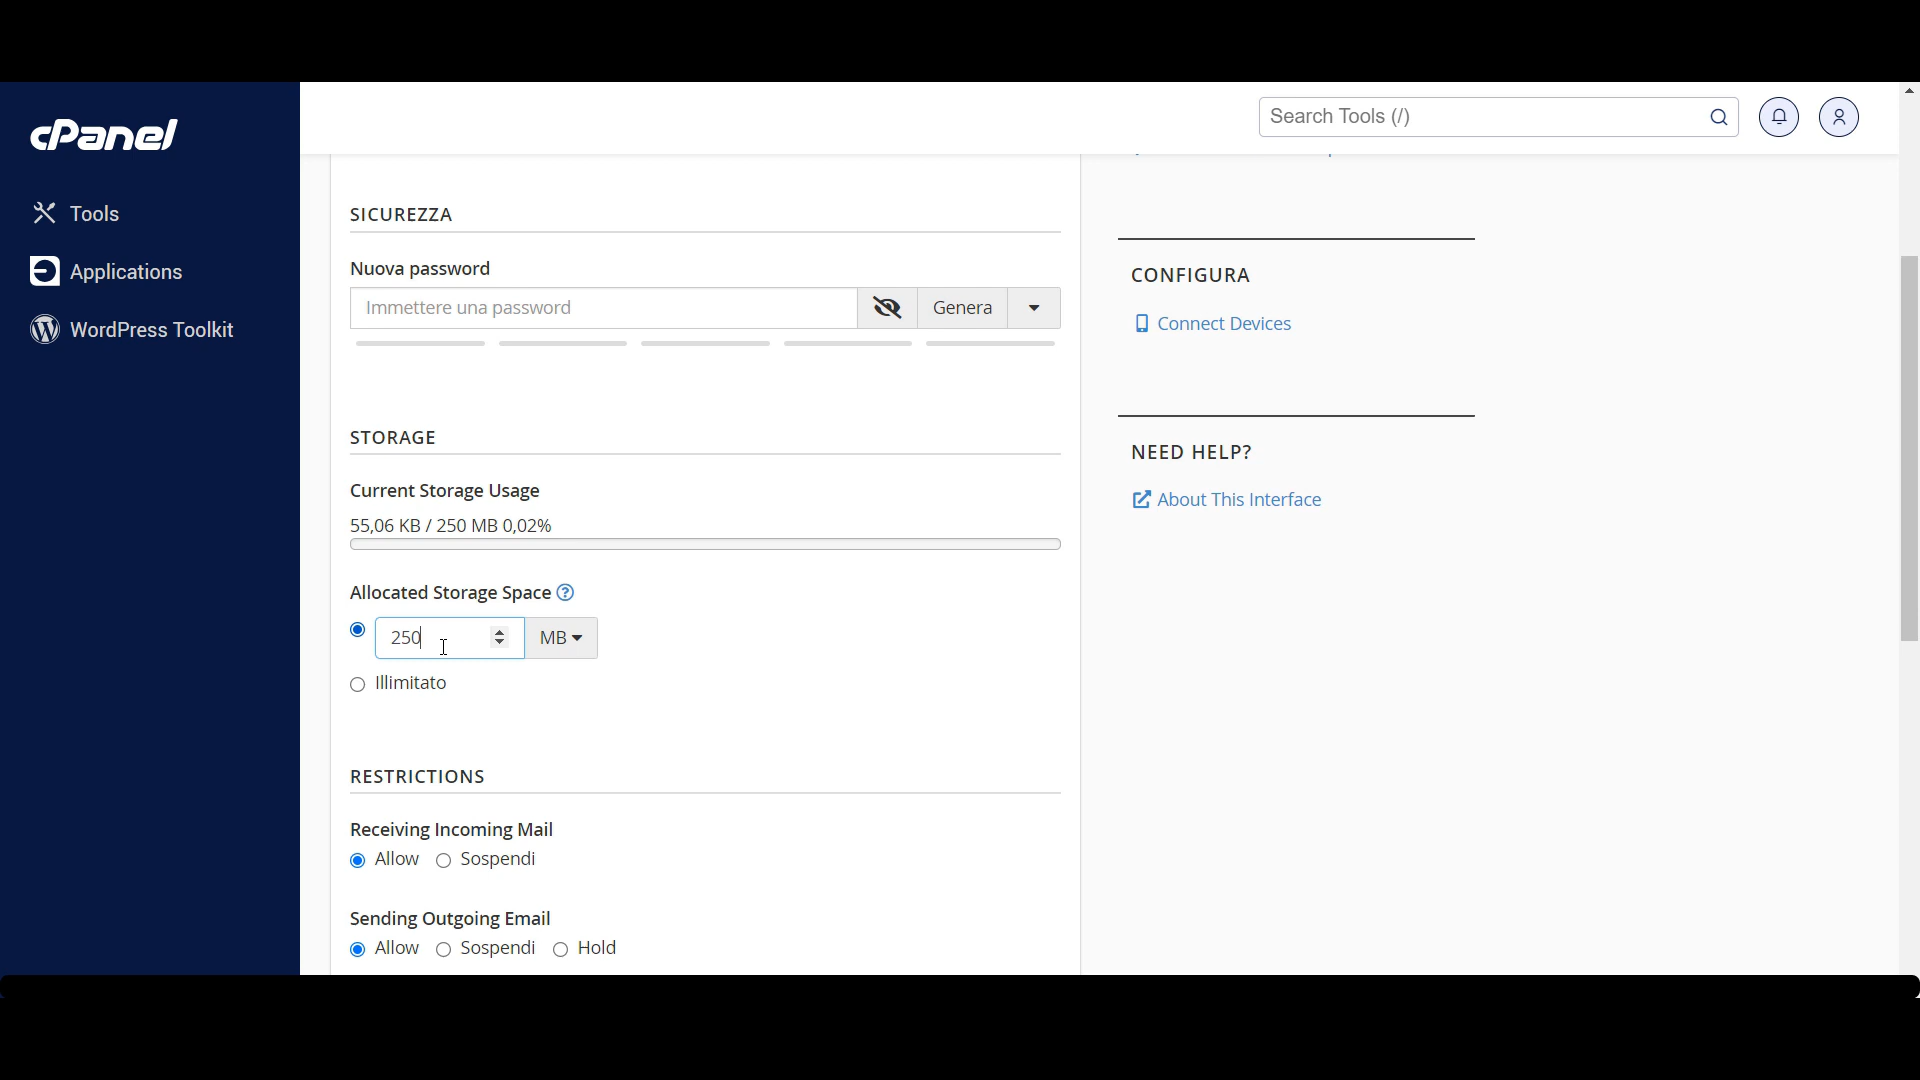 cPanel
Search Tools (/)
Tools
Applications
WordPress Toolkit
SICUREZZA
Nuova password
Immettere una password
Genera
STORAGE
Current Storage Usage
55,06 KB / 250 MB 0,02%
Allocated Storage Space ?
250 MB
Illimitato
RESTRICTIONS
Receiving Incoming Mail
Allow Sospendi
Sending Outgoing Email
Allow Sospendi Hold
CONFIGURA
Connect Devices
NEED HELP?
About This Interface